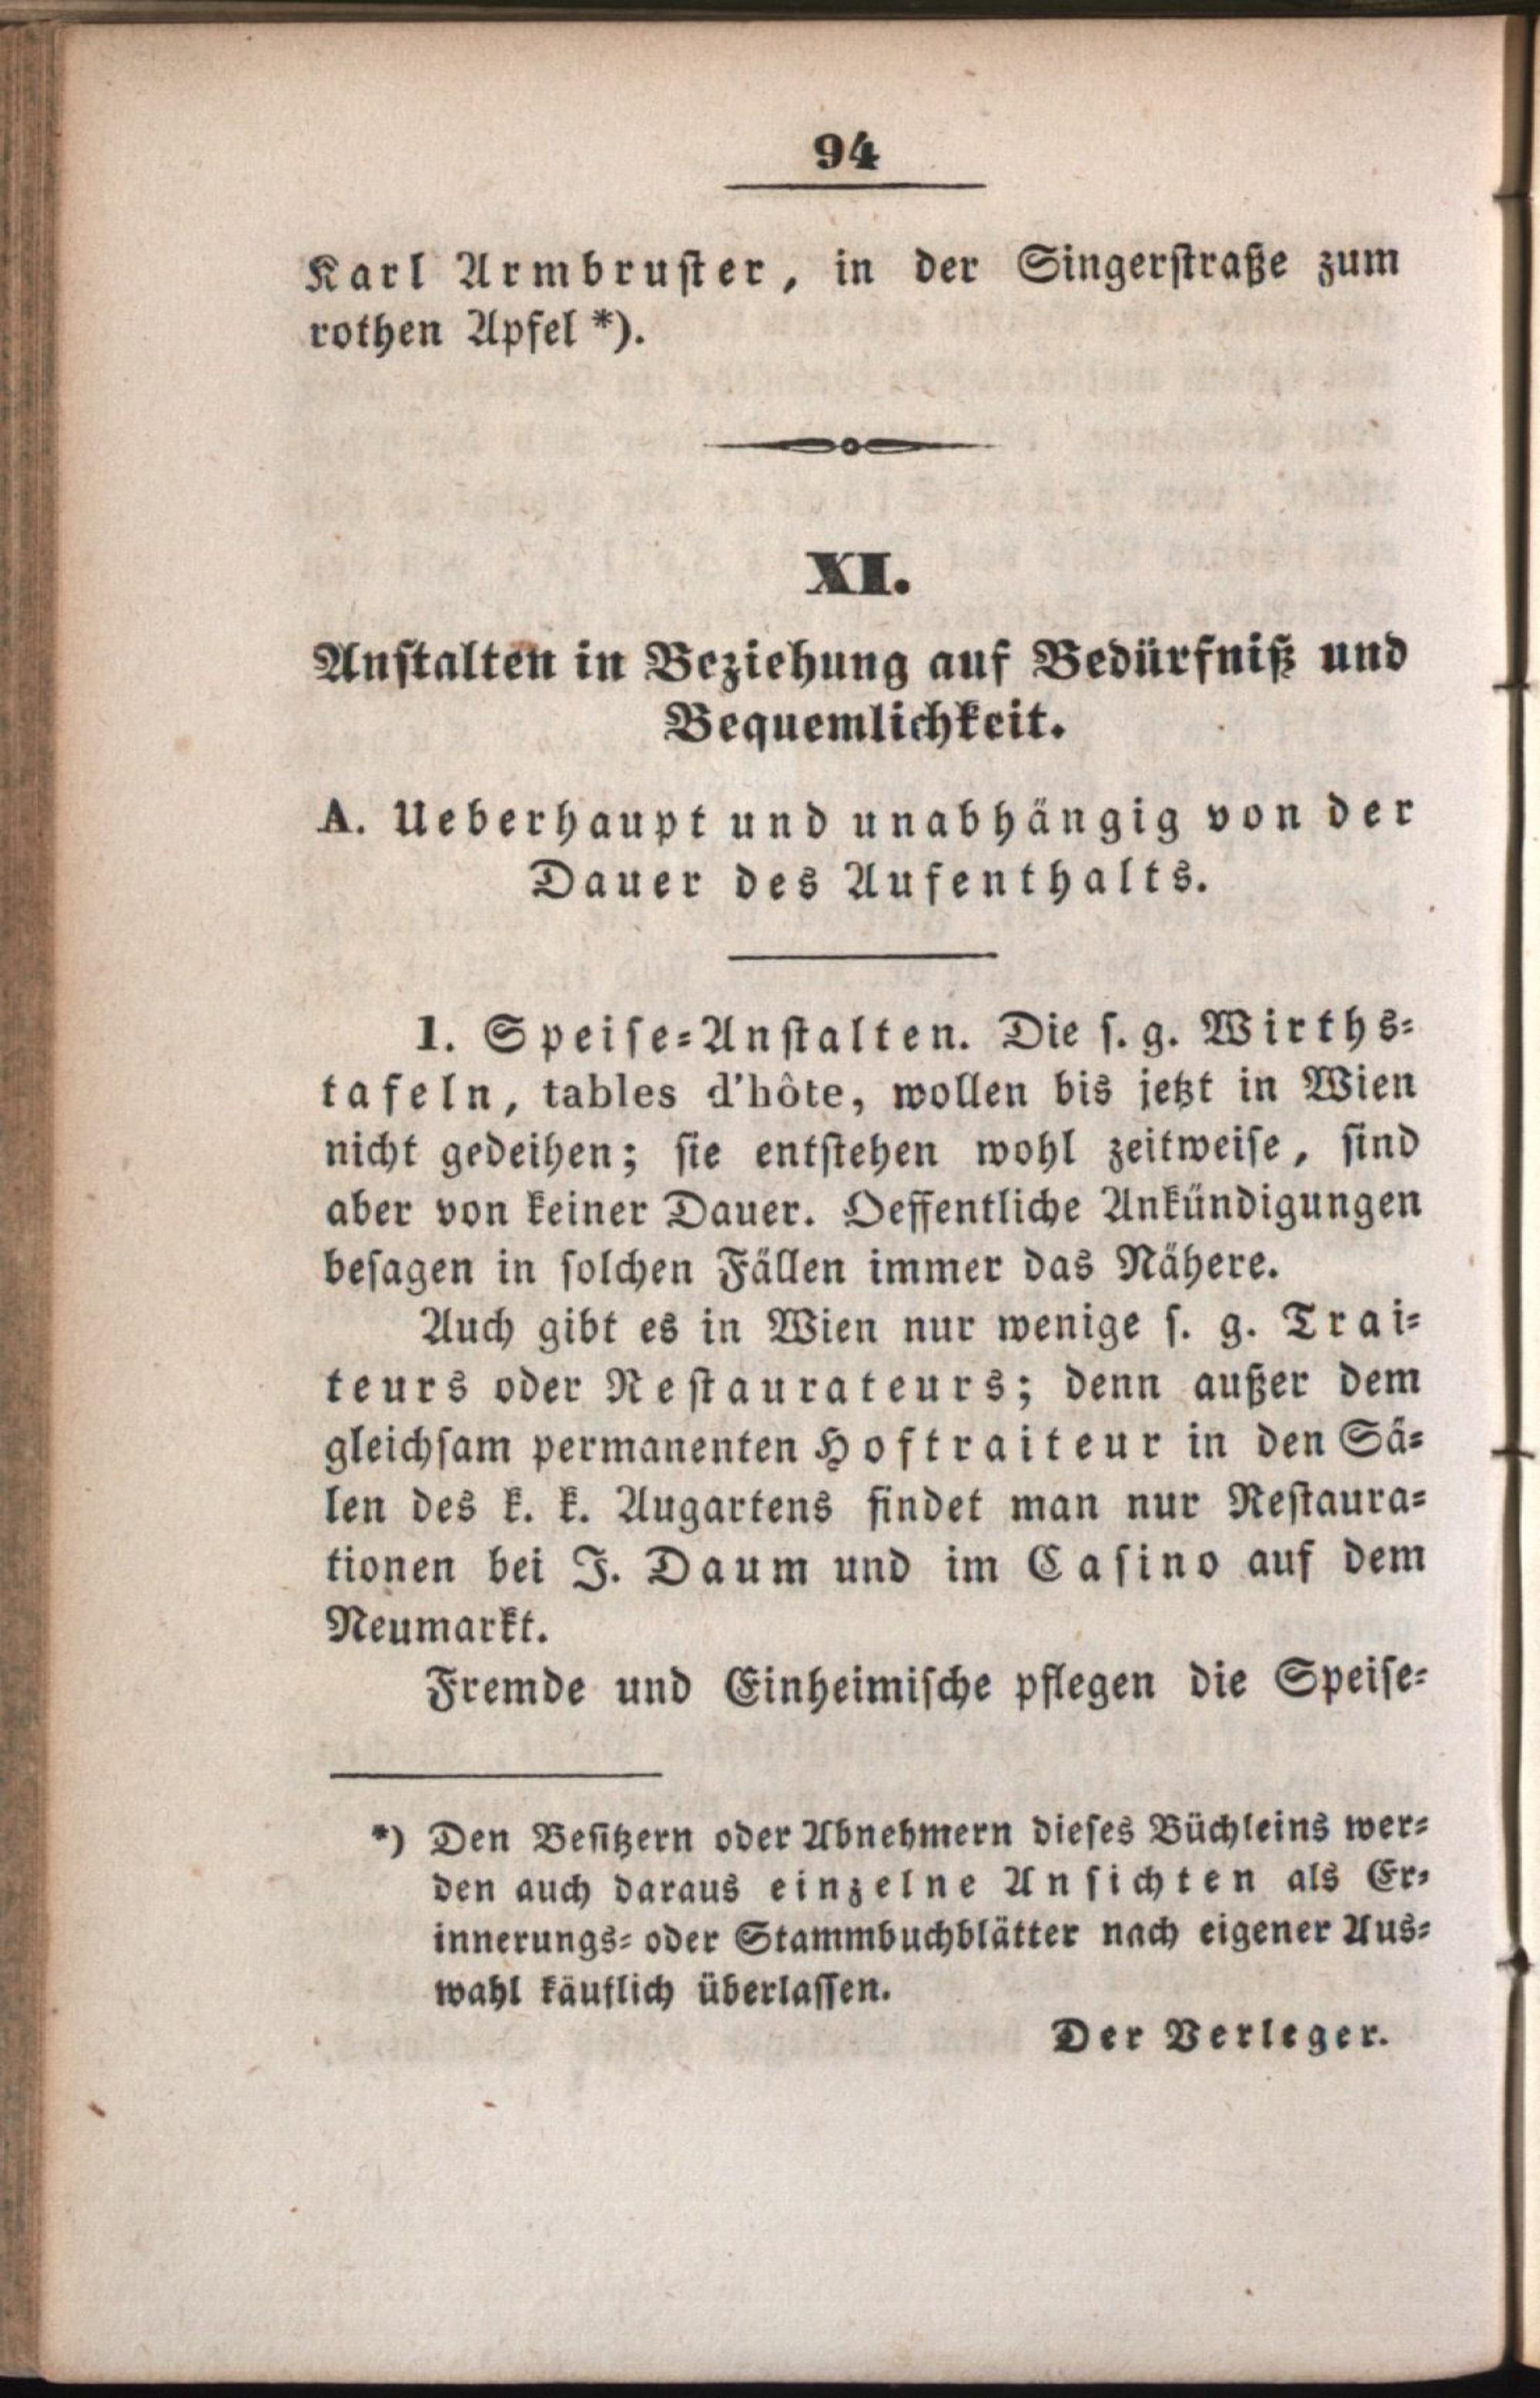 94
Karl Armbruster, in der Singerstraße zum
rothen Apfel *).
XI.
Anstalten in Beziehung auf Bedürfniß und
Bequemlichkeit.
A. Ueberhaupt und unabhängig von der
Dauer des Aufenthalts.
1. Speise-Anstalten. Die s. g. Wirths-
tafeln, tables d'hôte, wollen bis jetzt in Wien
nicht gedeihen; sie entstehen wohl zeitweise, sind
aber von keiner Dauer. Oeffentliche Ankündigungen
besagen in solchen Fällen immer das Nähere.
Auch gibt es in Wien nur wenige s. g. Trai-
teurs oder Restaurateurs; denn außer dem
gleichsam permanenten Hoftraiteur in den Sä-
len des k. k. Augartens findet man nur Restaura-
tionen bei J. Daum und im Casino auf dem
Neumarkt.
Fremde und Einheimische pflegen die Speise-
*) Den Besitzern oder Abnehmern dieses Büchleins wer-
den auch daraus einzelne Ansichten als Er-
innerungs- oder Stammbuchblätter nach eigener Aus-
wahl käuflich überlassen.
Der Verleger.